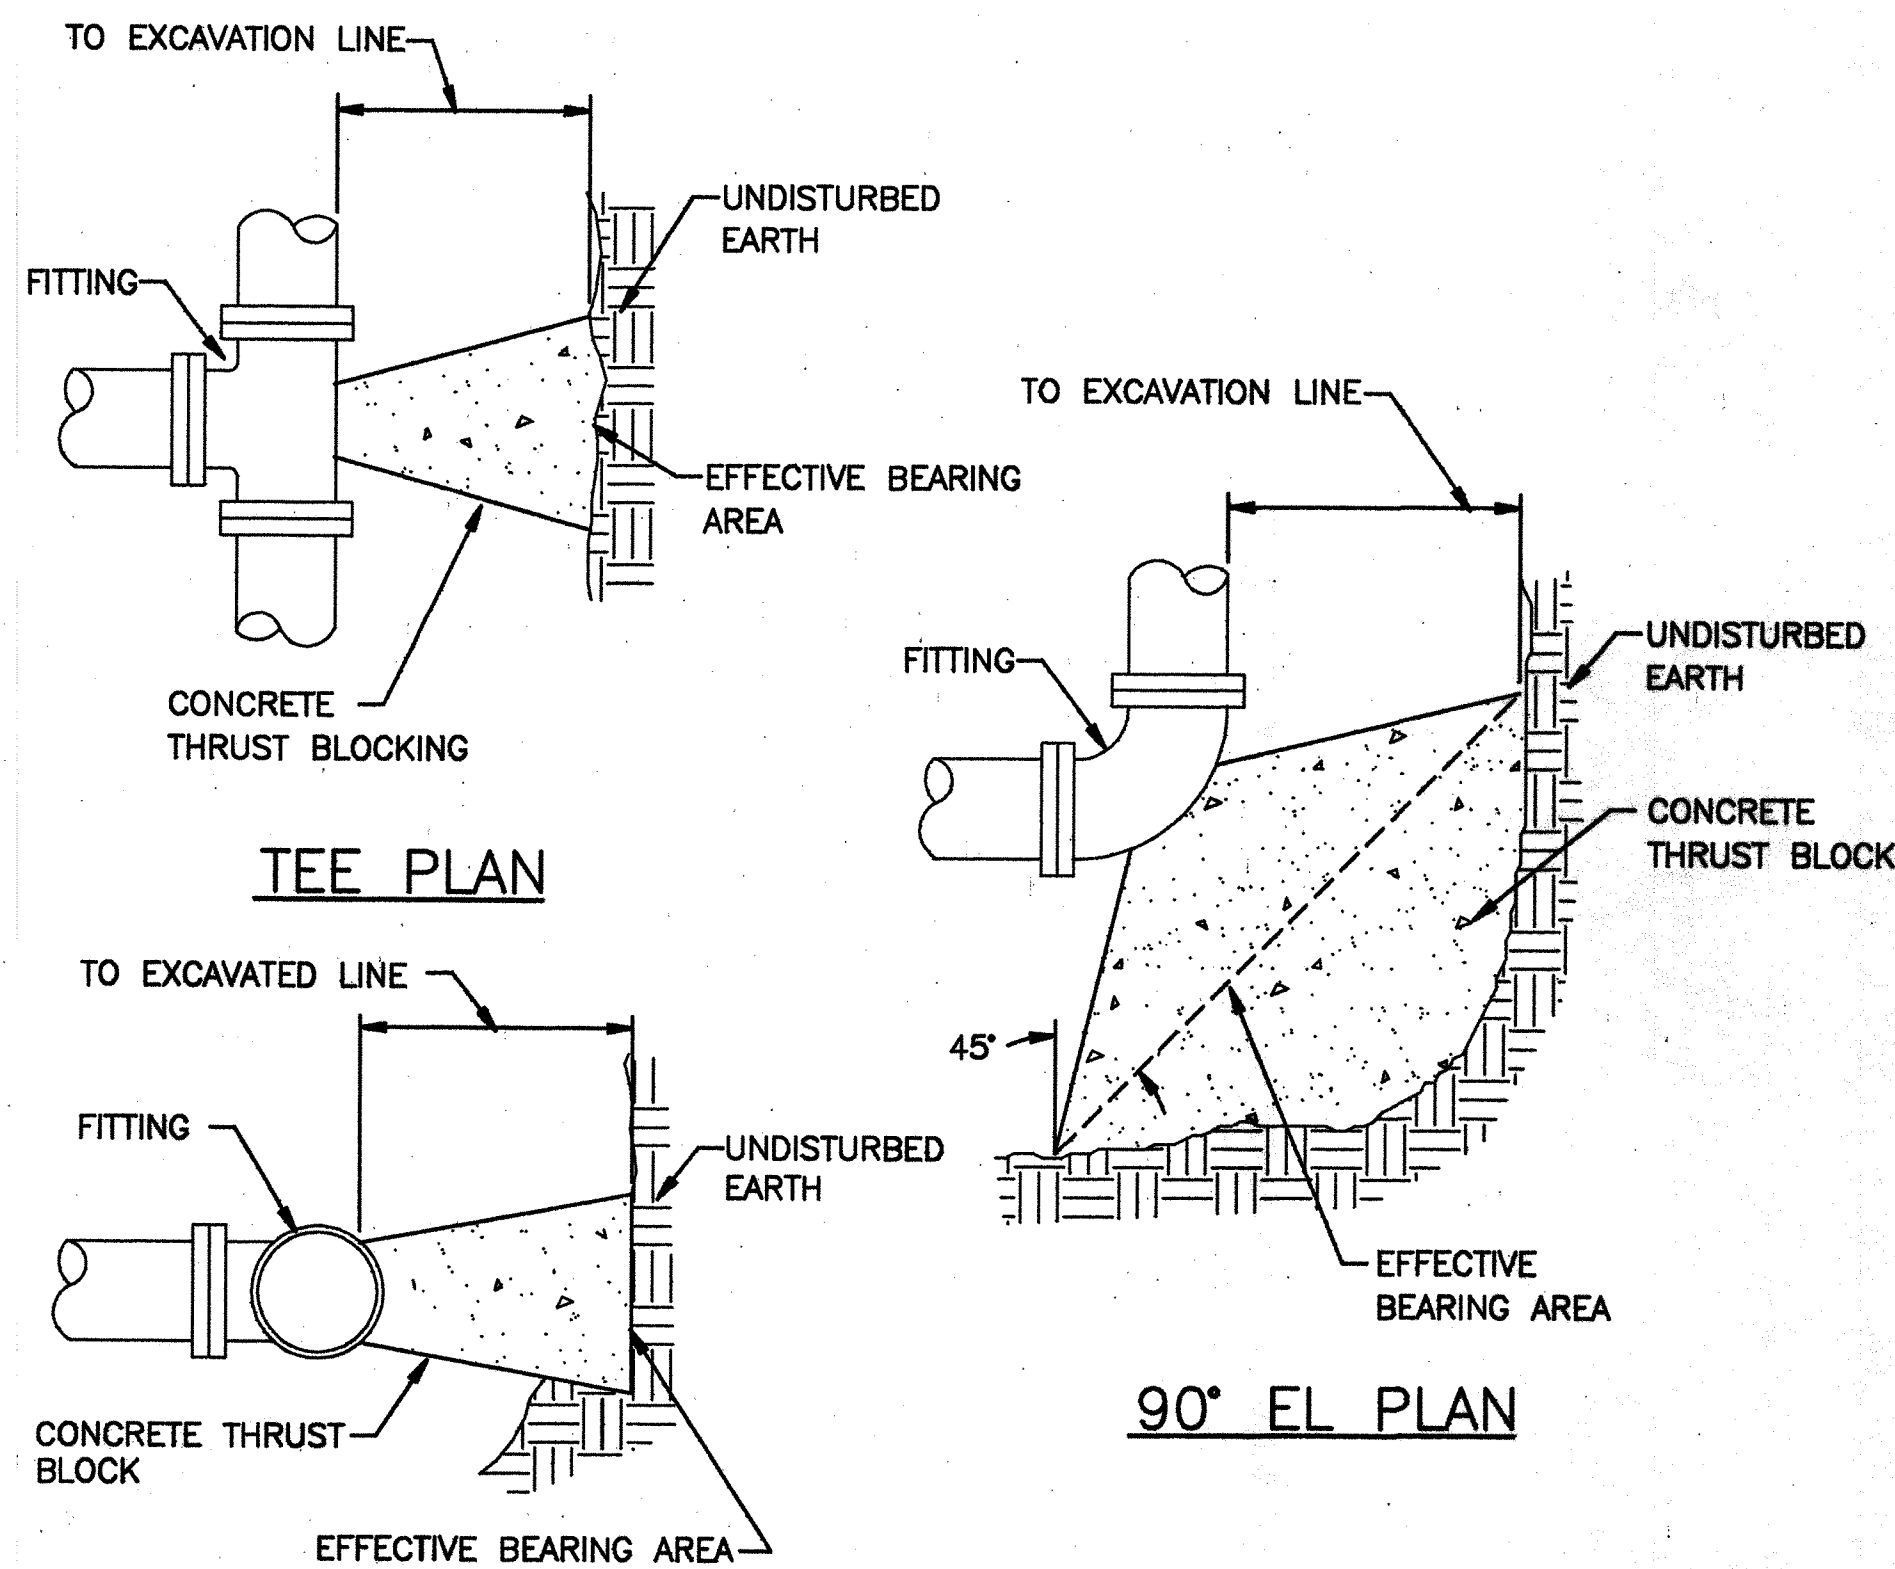 TO EXCAVATION LINE
UNDISTURBED
EARTH
FITTING
EFFECTIVE BEARING
AREA
CONCRETE
THRUST BLOCKING
TEE PLAN
TO EXCAVATED LINE
FITTING
UNDISTURBED
EARTH
CONCRETE THRUST
BLOCK
EFFECTIVE BEARING AREA
TO EXCAVATION LINE
FITTING
UNDISTURBED
EARTH
CONCRETE
THRUST BLOCK
45°
EFFECTIVE
BEARING AREA
90° EL PLAN